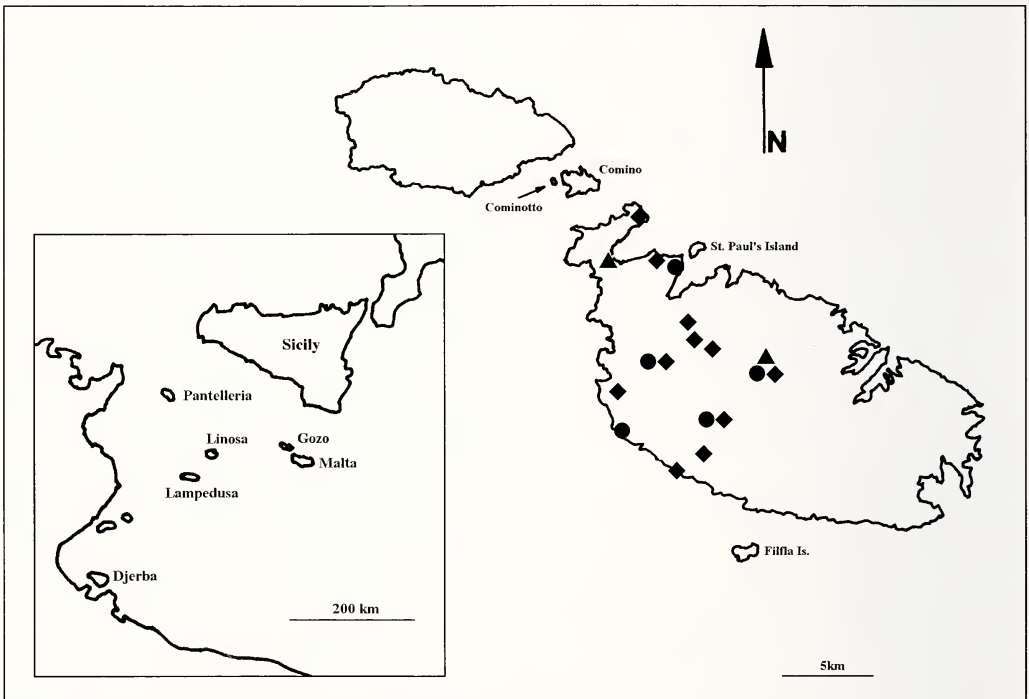 N
Comino
Cominotto
St. Paul's Island
Sicily
Pantelleria
Linosa
Gozo
Malta
Lampedusa
Djerba
200 km
Filfla Is.
5km